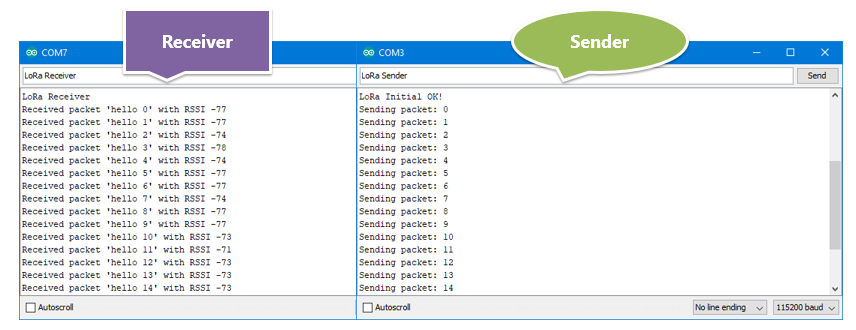 Receiver
Sender
COM7
COM3
LoRa Receiver
LoRa Sender
Send
LoRa Receiver
Received packet 'hello 0' with RSSI -77
Received packet 'hello 1' with RSSI -77
Received packet 'hello 2' with RSSI -74
Received packet 'hello 3' with RSSI -78
Received packet 'hello 4' with RSSI -74
Received packet 'hello 5' with RSSI -77
Received packet 'hello 6' with RSSI -77
Received packet 'hello 7' with RSSI -74
Received packet 'hello 8' with RSSI -77
Received packet 'hello 9' with RSSI -77
Received packet 'hello 10' with RSSI -73
Received packet 'hello 11' with RSSI -71
Received packet 'hello 12' with RSSI -73
Received packet 'hello 13' with RSSI -73
Received packet 'hello 14' with RSSI -73
LoRa Initial OK!
Sending packet: 0
Sending packet: 1
Sending packet: 2
Sending packet: 3
Sending packet: 4
Sending packet: 5
Sending packet: 6
Sending packet: 7
Sending packet: 8
Sending packet: 9
Sending packet: 10
Sending packet: 11
Sending packet: 12
Sending packet: 13
Sending packet: 14
Autoscroll
Autoscroll
No line ending
115200 baud